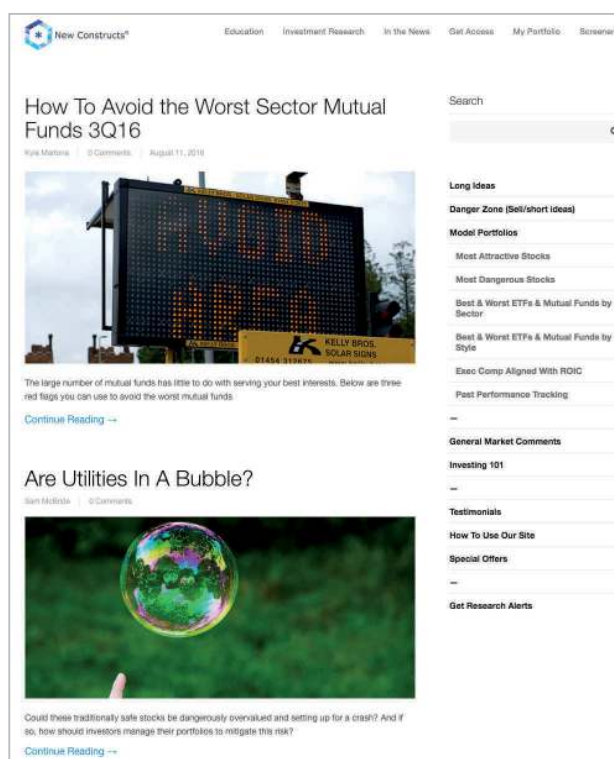 New Constructs®
Education Investment Research In the News Get Access My Portfolio Screener
How To Avoid the Worst Sector Mutual
Funds 3Q16
Kyle Martone 0 Comments August 11, 2016
AVOID
AREA
KELLY BROS.
SOLAR SIGNS
01454 312675
The large number of mutual funds has little to do with serving your best interests. Below are three
red flags you can use to avoid the worst mutual funds
Continue Reading →
Are Utilities In A Bubble?
Sam McBride 0 Comments
Could these traditionally safe stocks be dangerously overvalued and setting up for a crash? And if
so, how should investors manage their portfolios to mitigate this risk?
Continue Reading →
Search
Long Ideas
Danger Zone (Sell/short ideas)
Model Portfolios
Most Attractive Stocks
Most Dangerous Stocks
Best & Worst ETFs & Mutual Funds by
Sector
Best & Worst ETFs & Mutual Funds by
Style
Exec Comp Aligned With ROIC
Past Performance Tracking
—
General Market Comments
Investing 101
—
Testimonials
How To Use Our Site
Special Offers
—
Get Research Alerts